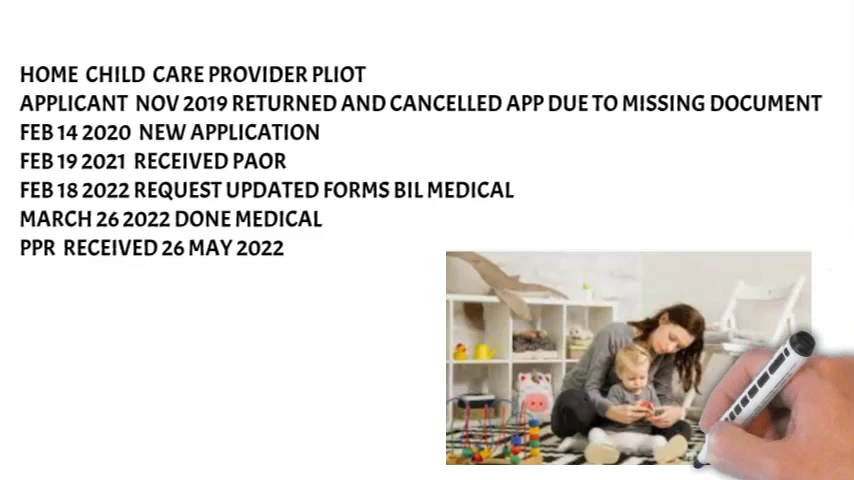 HOME CHILD CARE PROVIDER PLIOT
APPLICANT NOV 2019 RETURNED AND CANCELLED APP DUE TO MISSING DOCUMENT
FEB 14 2020 NEW APPLICATION
FEB 19 2021 RECEIVED PAOR
FEB 18 2022 REQUEST UPDATED FORMS BIL MEDICAL
MARCH 26 2022 DONE MEDICAL
PPR RECEIVED 26 MAY 2022